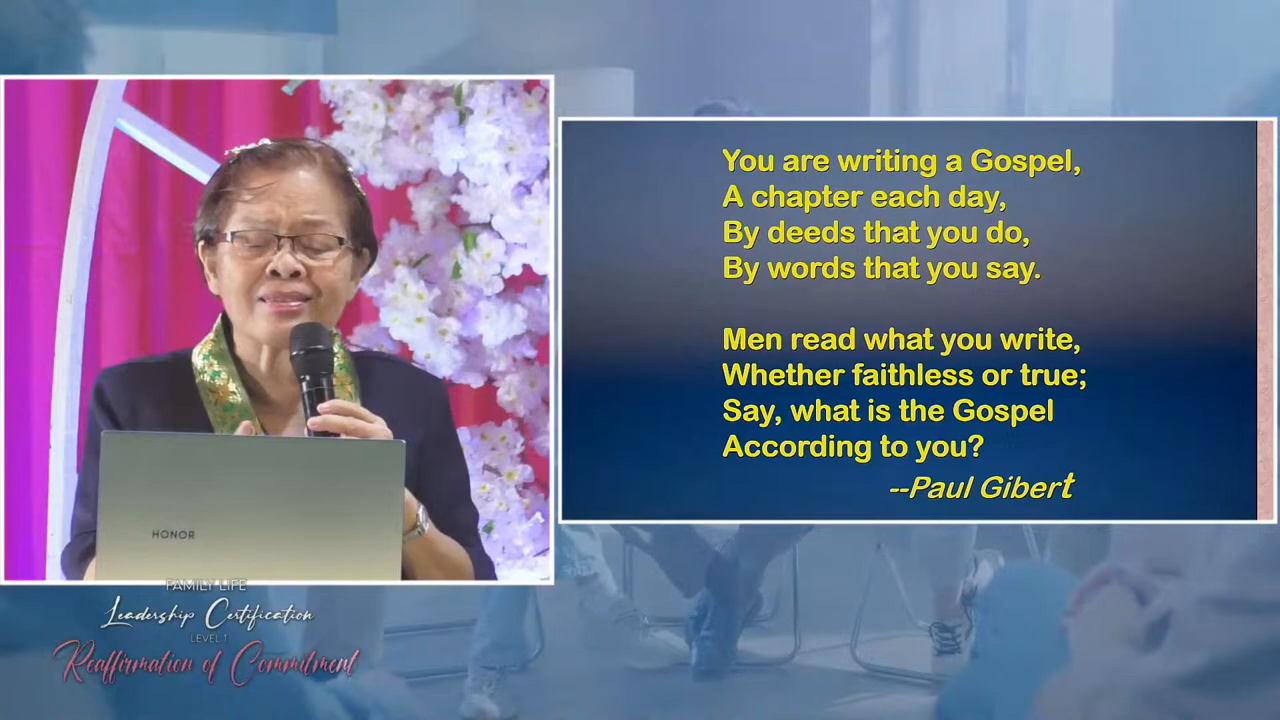 You are writing a Gospel,
A chapter each day,
By deeds that you do,
By words that you say.
Men read what you write,
Whether faithless or true;
Say, what is the Gospel
According to you?
--Paul Gibert
HONOR
FAMILY LIFE
Leadership Certification
LEVEL 1
Reaffirmation of Commitment